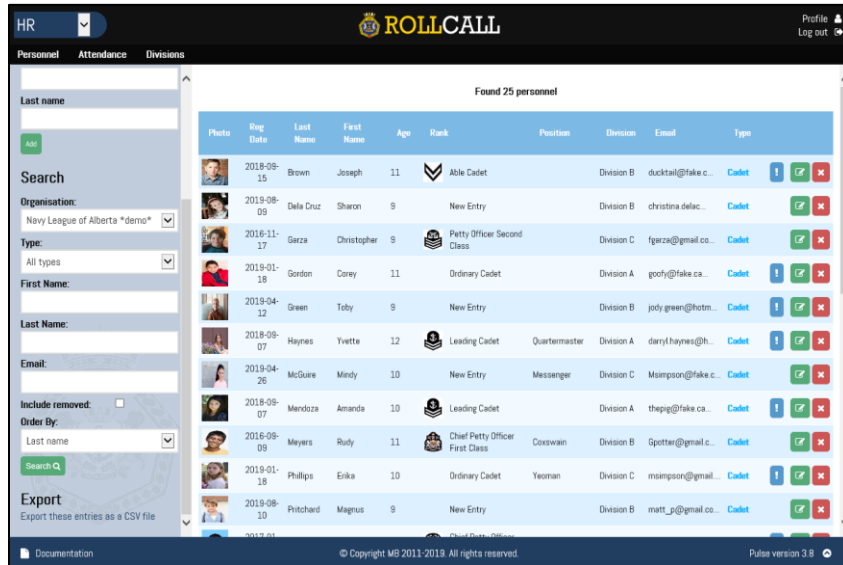 HR
ROLLCALL
Profile
Log out
Personnel Attendance Divisions
Last name
Add
Search
Organisation:
Navy League of Alberta *demo*
Type:
All types
First Name:
Last Name:
Email:
Include removed:
Order By:
Last name
Search
Export
Export these entries as a CSV file
Found 25 personnel
Photo Reg Date Last Name First Name Age Rank Position Division Email Type
2018-09-15 Brown Joseph 11 Able Cadet Division B ducktail@fake.c... Cadet
2019-08-09 Dela Cruz Sharon 9 New Entry Division B christina.delac... Cadet
2016-11-17 Garza Christopher 9 Petty Officer Second Class Division C fgarza@gmail.co... Cadet
2019-01-18 Gordon Corey 11 Ordinary Cadet Division A goofy@fake.ca... Cadet
2019-04-12 Green Toby 9 New Entry Division B jody.green@hotm... Cadet
2018-09-07 Haynes Yvette 12 Leading Cadet Quartermaster Division A darryl.haynes@h... Cadet
2019-04-26 McGuire Mindy 10 New Entry Messenger Division C Msimpson@fake.c... Cadet
2018-09-07 Mendoza Amanda 10 Leading Cadet Division A thepig@fake.ca... Cadet
2016-09-09 Meyers Rudy 11 Chief Petty Officer First Class Coxswain Division B Gpotter@gmail.c... Cadet
2019-01-18 Phillips Erika 10 Ordinary Cadet Yeoman Division C msimpson@gmail.... Cadet
2019-08-10 Pritchard Magnus 9 New Entry Division B matt_p@gmail.co... Cadet
2017-01- Chief Petty Officer
Documentation
© Copyright MB 2011-2019. All rights reserved.
Pulse version 3.8